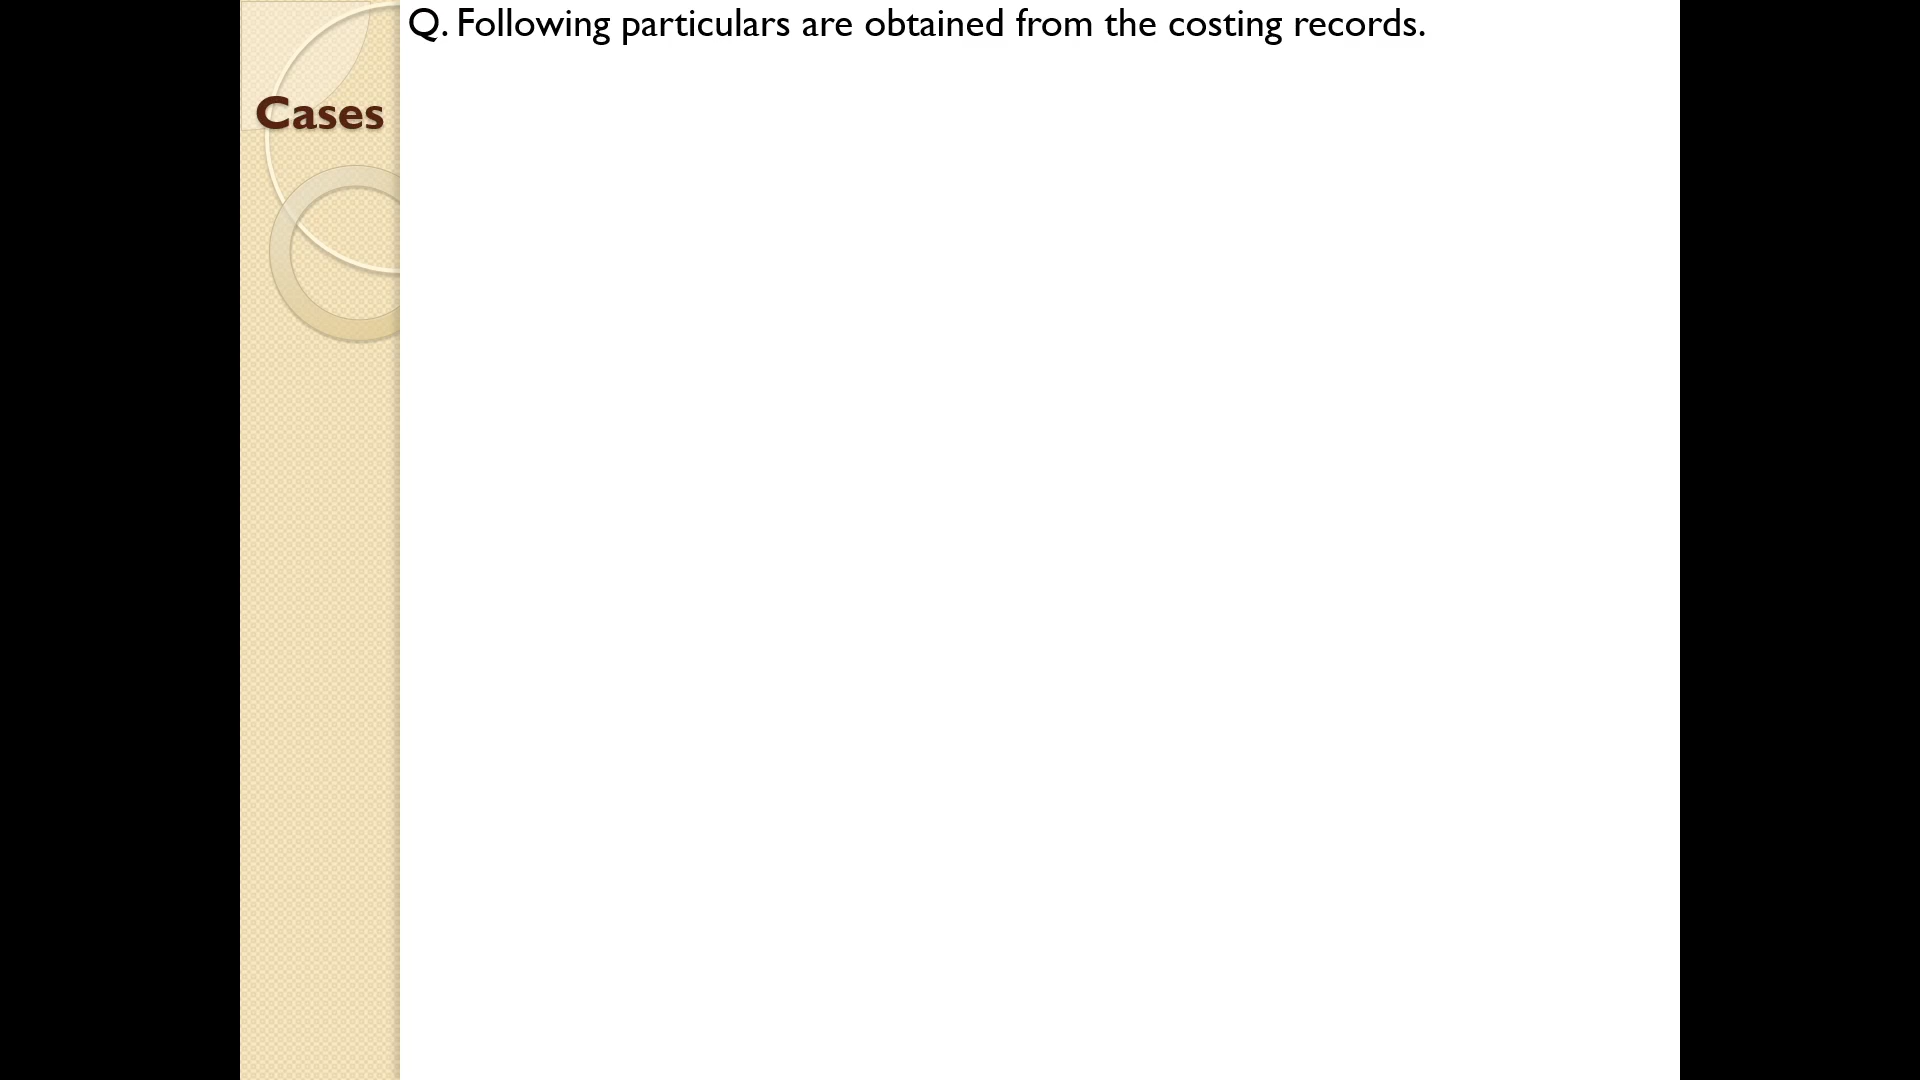 Q. Following particulars are obtained from the costing records.
Cases